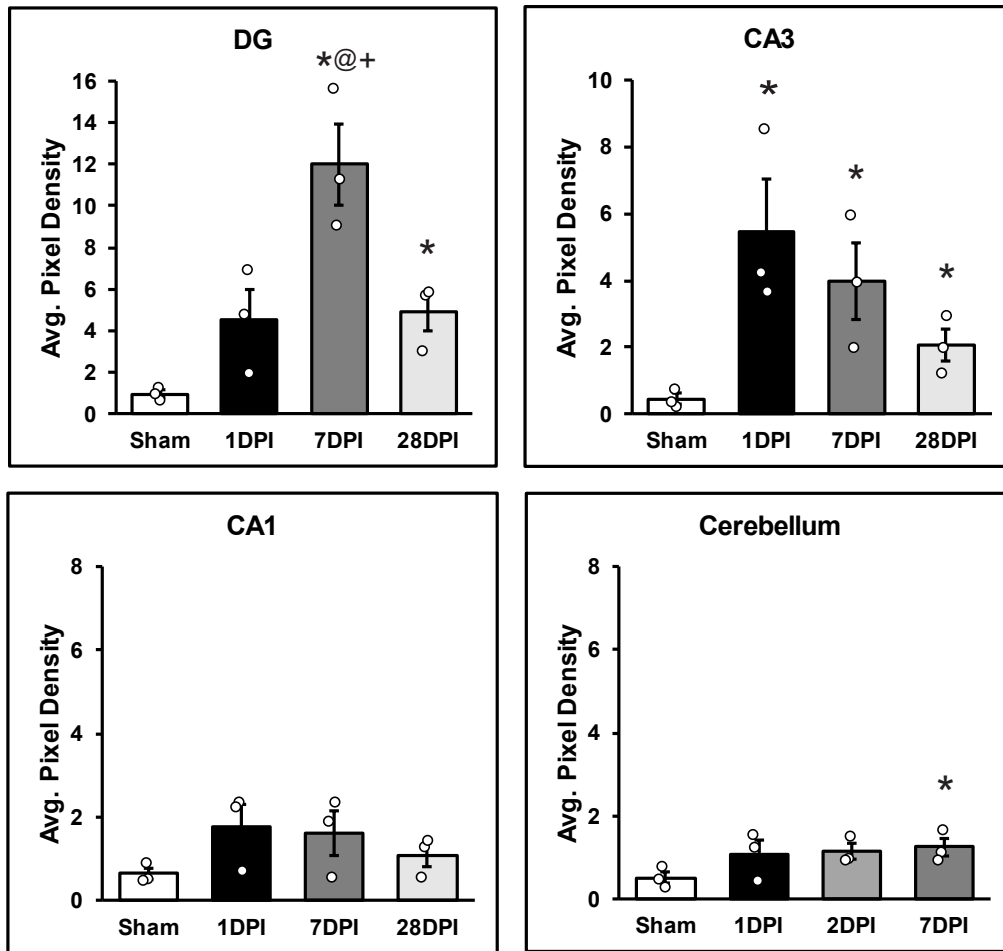 DG
*@+
*
16
14
12
10
8
6
4
2
0
Avg. Pixel Density
Sham 1DPI 7DPI 28DPI
CA3
*
*
*
10
8
6
4
2
0
Avg. Pixel Density
Sham 1DPI 7DPI 28DPI
CA1
8
6
4
2
0
Avg. Pixel Density
Sham 1DPI 7DPI 28DPI
Cerebellum
*
8
6
4
2
0
Avg. Pixel Density
Sham 1DPI 2DPI 7DPI